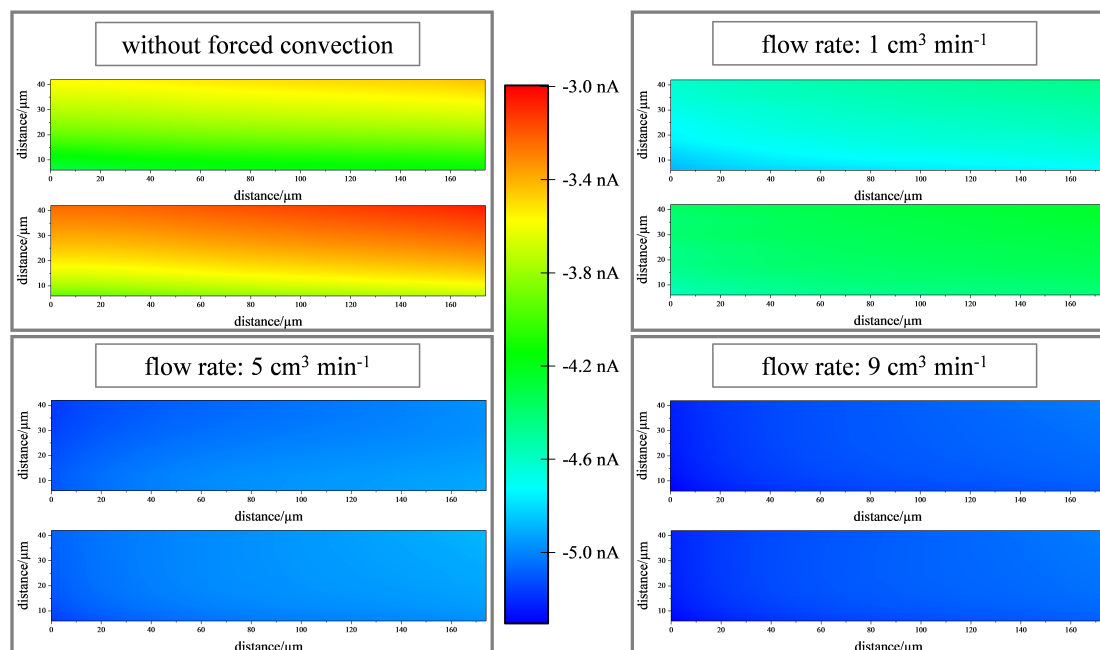 without forced convection
distance/µm
40
30
20
10
0 20 40 60 80 100 120 140 160
distance/µm
distance/µm
40
30
20
10
0 20 40 60 80 100 120 140 160
distance/µm
-3.0 nA
-3.4 nA
-3.8 nA
-4.2 nA
-4.6 nA
-5.0 nA
flow rate: 1 cm³ min⁻¹
distance/µm
40
30
20
10
0 20 40 60 80 100 120 140 160
distance/µm
distance/µm
40
30
20
10
0 20 40 60 80 100 120 140 160
distance/µm
flow rate: 5 cm³ min⁻¹
distance/µm
40
30
20
10
0 20 40 60 80 100 120 140 160
distance/µm
distance/µm
40
30
20
10
0 20 40 60 80 100 120 140 160
distance/µm
flow rate: 9 cm³ min⁻¹
distance/µm
40
30
20
10
0 20 40 60 80 100 120 140 160
distance/µm
distance/µm
40
30
20
10
0 20 40 60 80 100 120 140 160
distance/µm